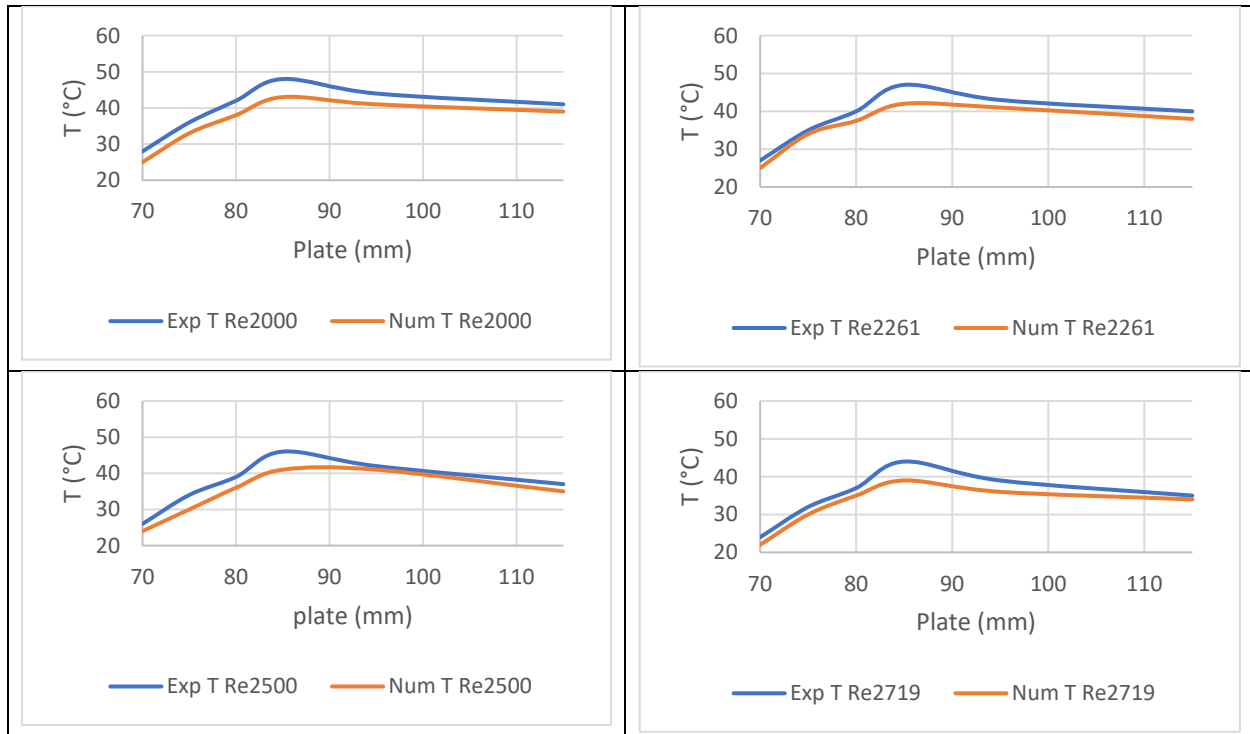 60
50
40
30
20
T (°C)
70 80 90 100 110
Plate (mm)
Exp T Re2000 Num T Re2000
60
50
40
30
20
T (°C)
70 80 90 100 110
Plate (mm)
Exp T Re2261 Num T Re2261
60
50
40
30
20
T (°C)
70 80 90 100 110
plate (mm)
Exp T Re2500 Num T Re2500
60
50
40
30
20
T (°C)
70 80 90 100 110
Plate (mm)
Exp T Re2719 Num T Re2719